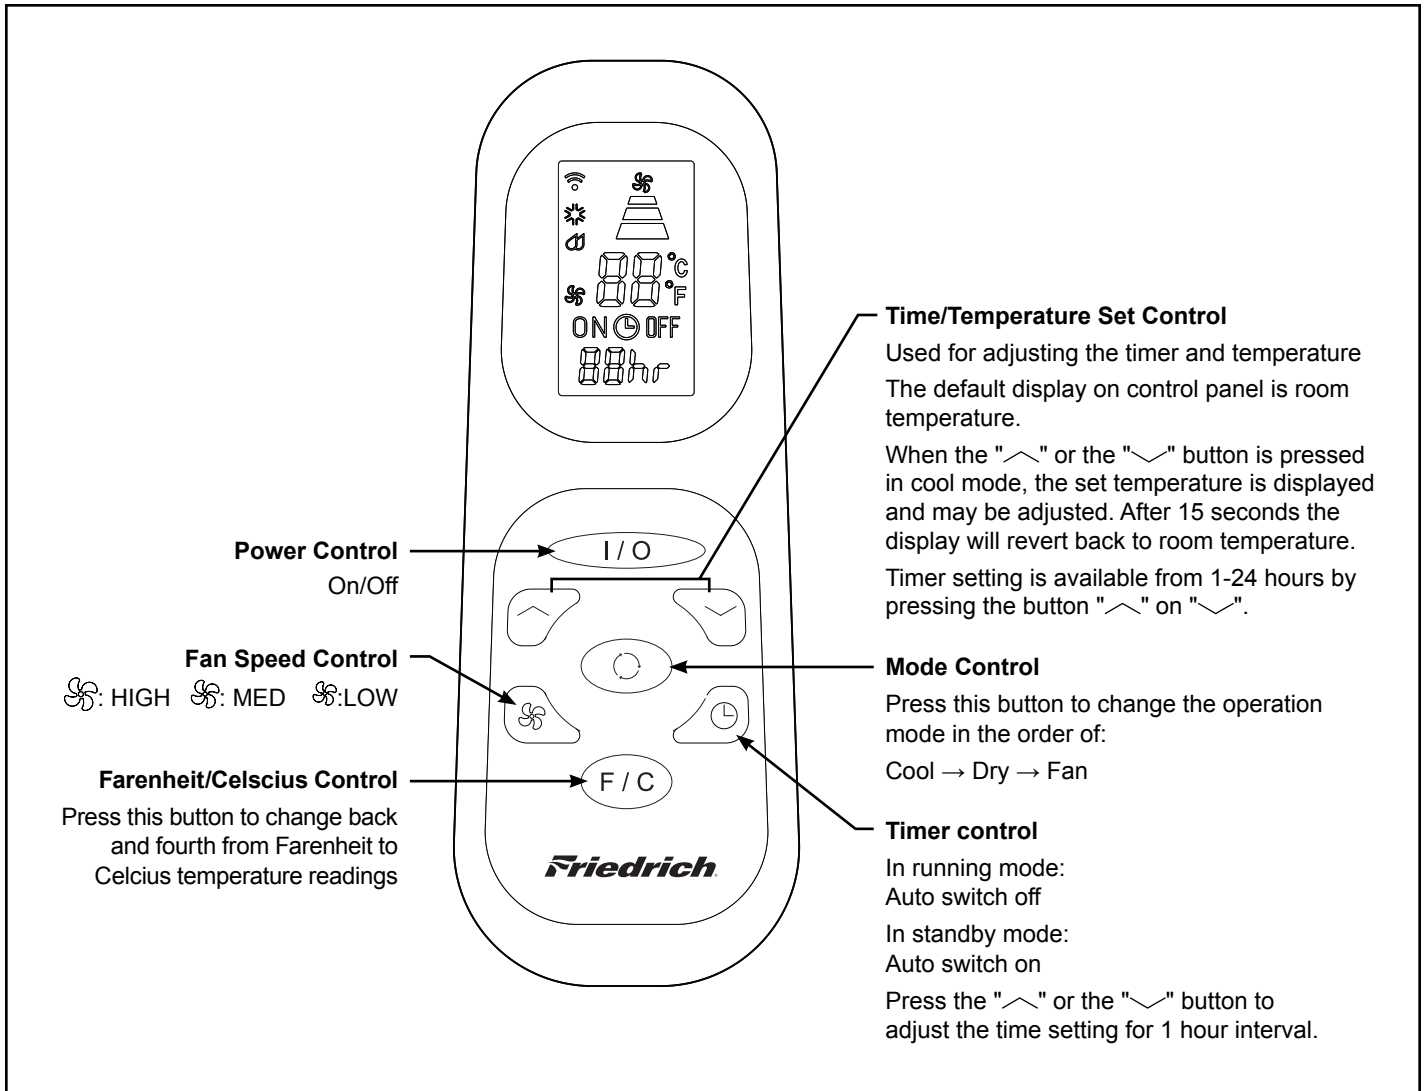 88 °C
°F
ON OFF
88hr
Time/Temperature Set Control
Used for adjusting the timer and temperature
The default display on control panel is room
temperature.
When the "︿" or the "﹀" button is pressed
in cool mode, the set temperature is displayed
and may be adjusted. After 15 seconds the
display will revert back to room temperature.
Timer setting is available from 1-24 hours by
pressing the button "︿" on "﹀".
Power Control
On/Off
I / O
Fan Speed Control
: HIGH : MED :LOW
Mode Control
Press this button to change the operation
mode in the order of:
Cool → Dry → Fan
Farenheit/Celscius Control
Press this button to change back
and fourth from Farenheit to
Celcius temperature readings
F / C
Friedrich
Timer control
In running mode:
Auto switch off
In standby mode:
Auto switch on
Press the "︿" or the "﹀" button to
adjust the time setting for 1 hour interval.